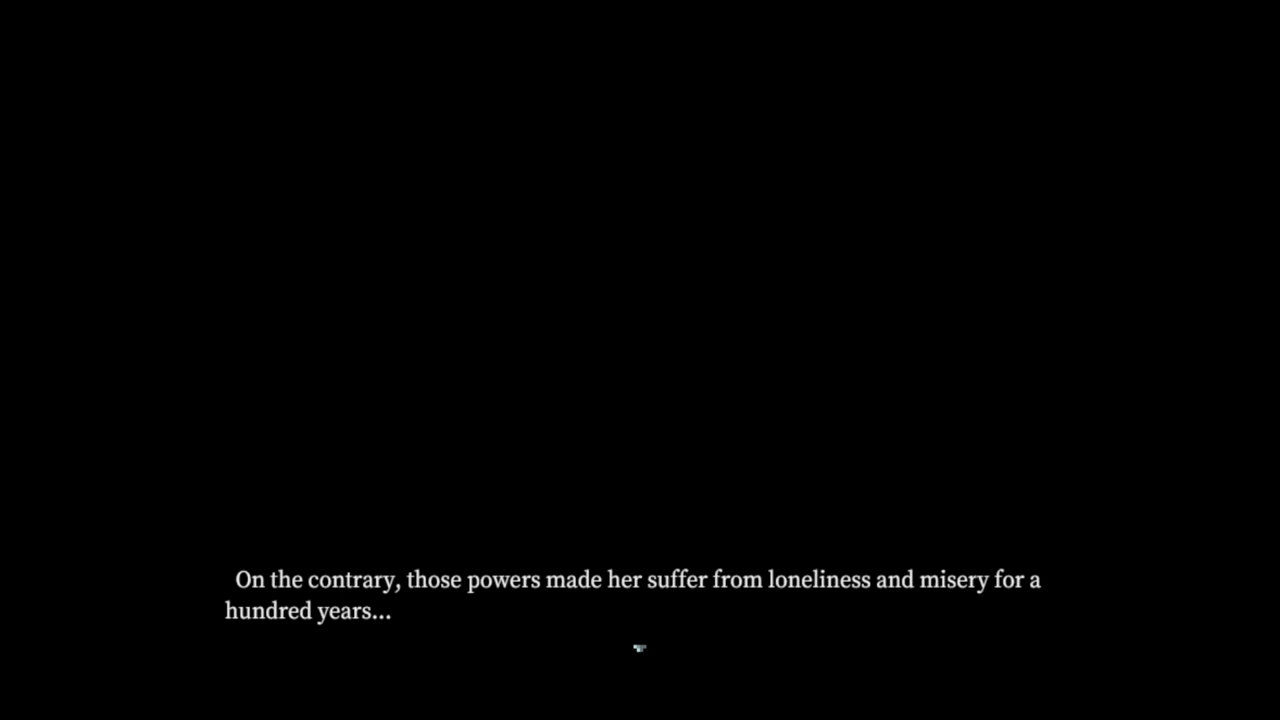 On the contrary, those powers made her suffer from loneliness and misery for a
hundred years...